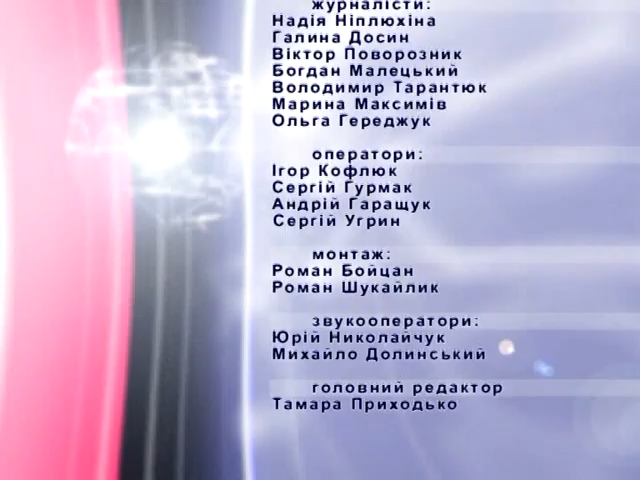 журналісти:
Надія Ніплюхіна
Галина Досин
Віктор Поворозник
Богдан Малецький
Володимир Тарантюк
Марина Максимів
Ольга Гереджук
оператори:
Ігор Кофлюк
Сергій Гурмак
Андрій Гаращук
Сергій Угрин
монтаж:
Роман Бойцан
Роман Шукайлик
звукооператори:
Юрій Николайчук
Михайло Долинський
головний редактор
Тамара Приходько